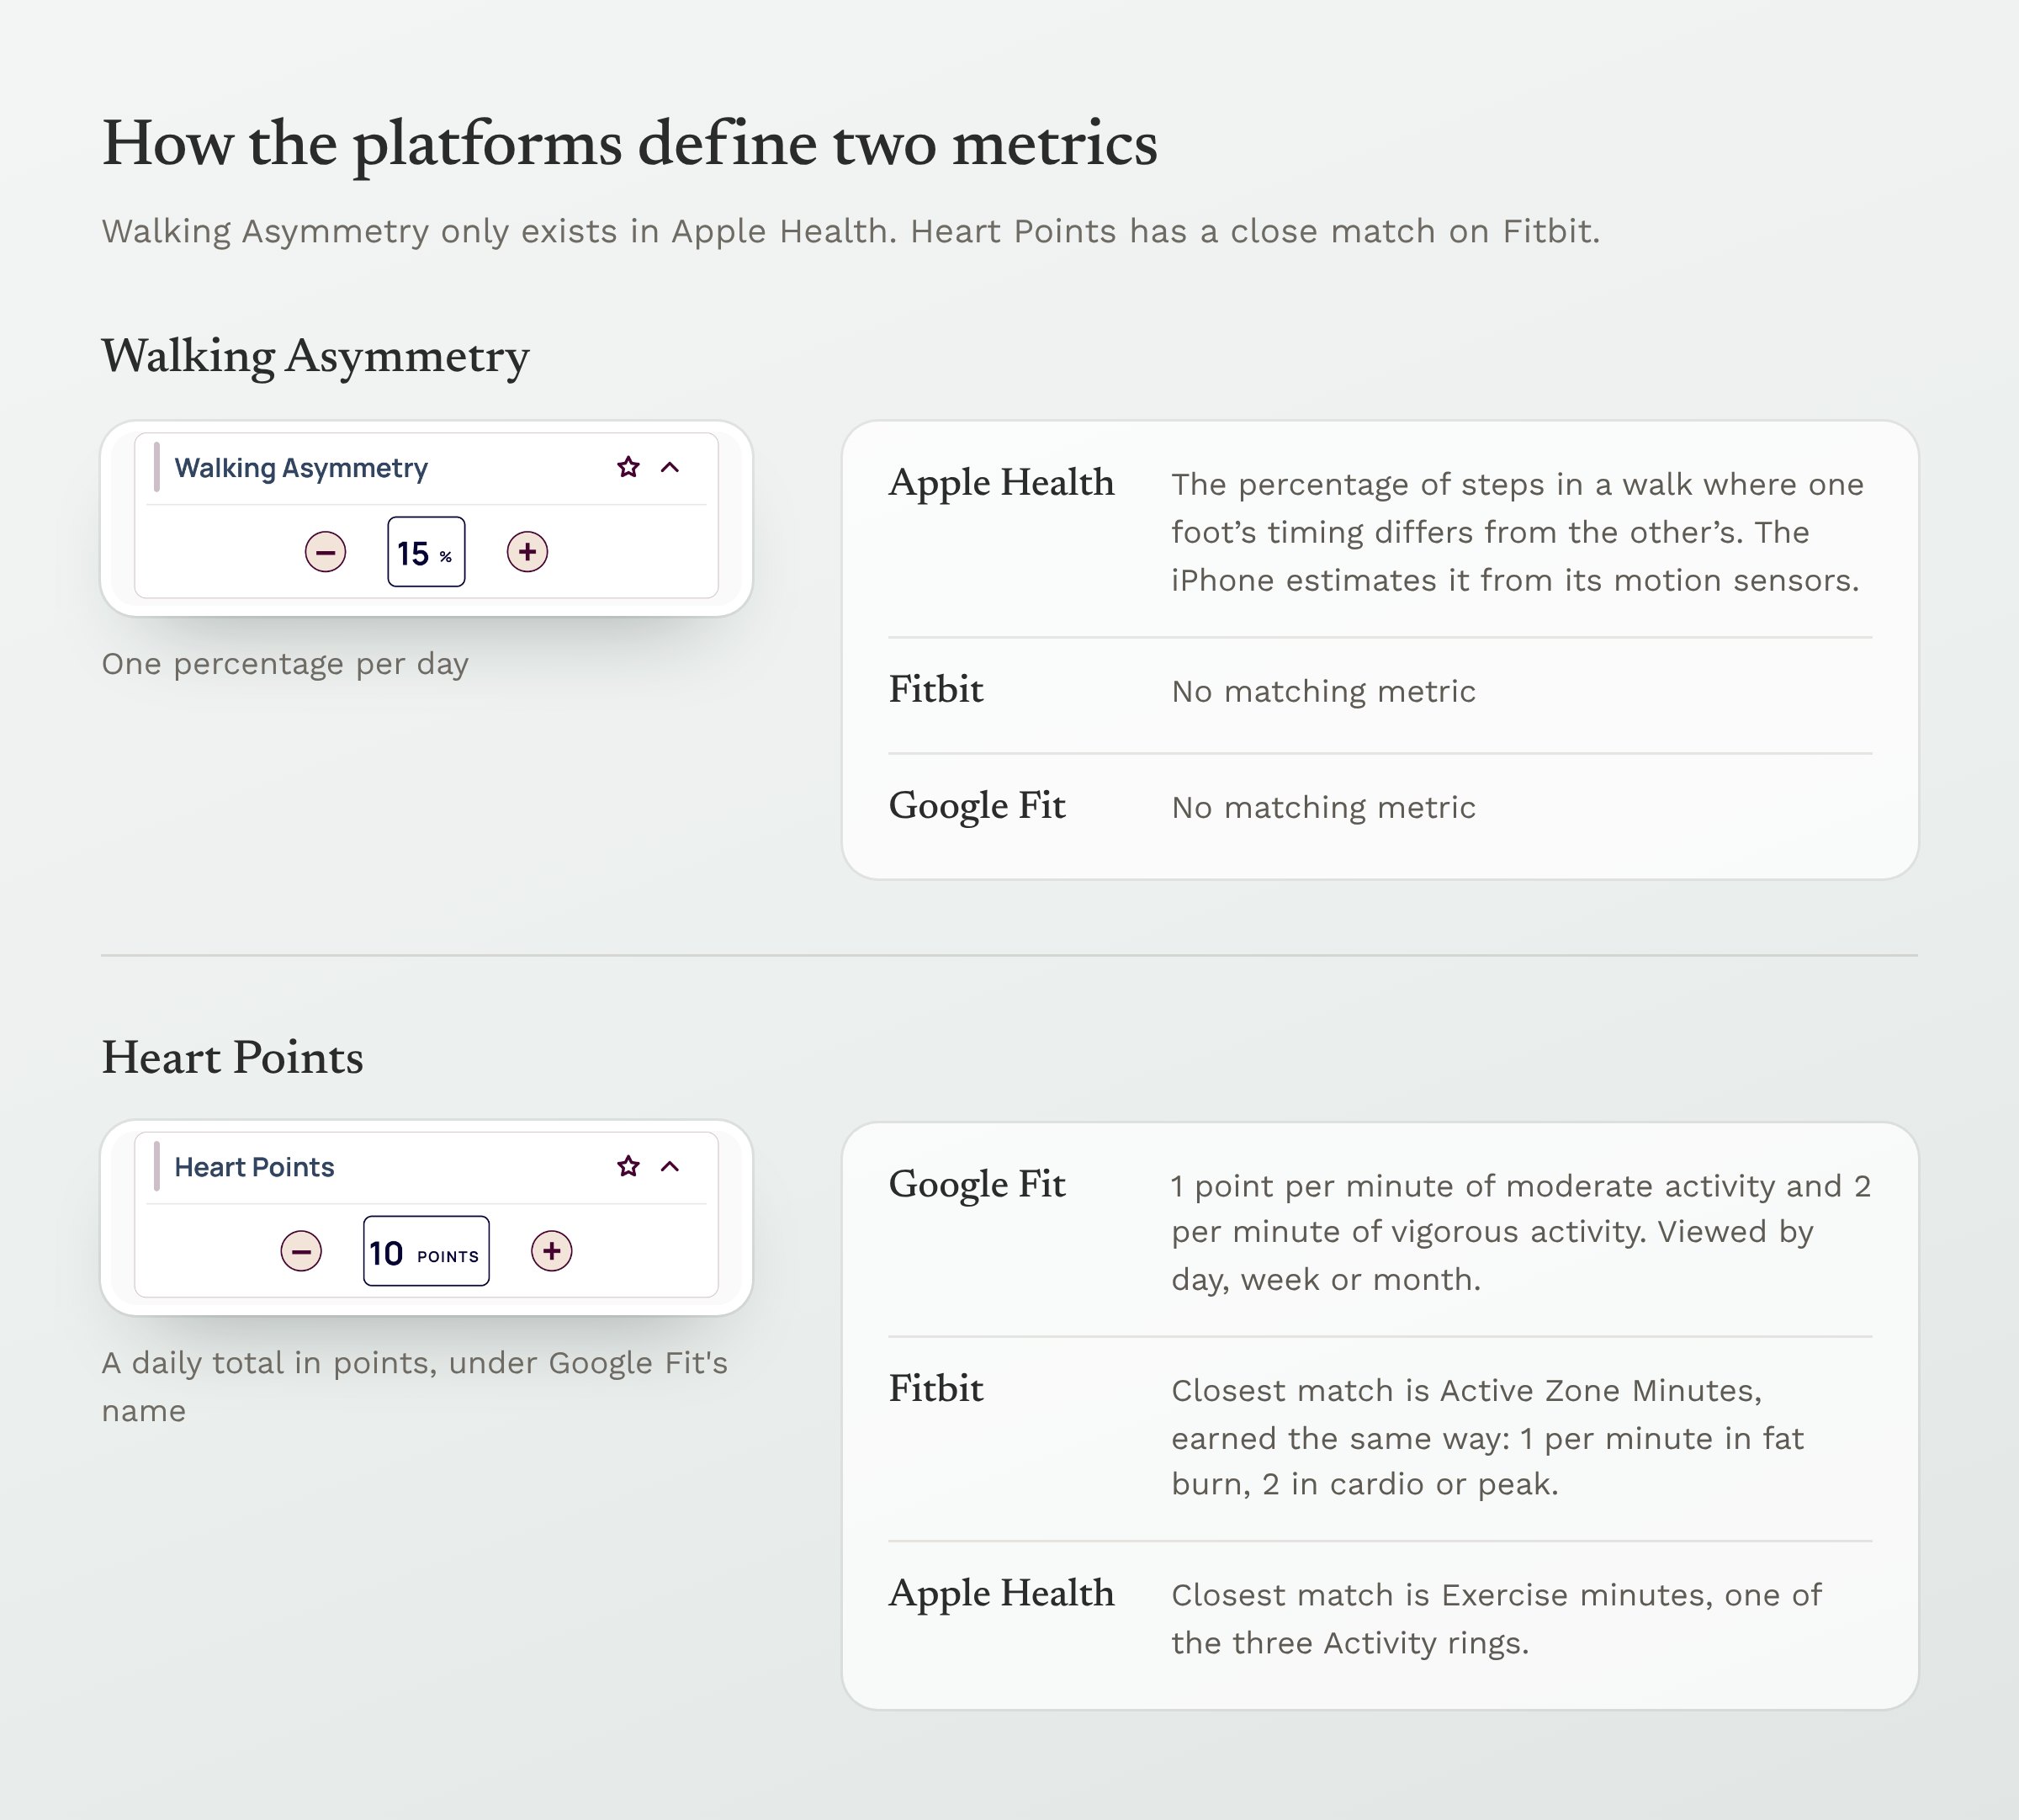 How the platforms define two metrics
Walking Asymmetry only exists in Apple Health. Heart Points has a close match on Fitbit.
Walking Asymmetry
Walking Asymmetry
15 %
One percentage per day
Apple Health
The percentage of steps in a walk where one
foot’s timing differs from the other’s. The
iPhone estimates it from its motion sensors.
Fitbit
No matching metric
Google Fit
No matching metric
Heart Points
Heart Points
10 POINTS
A daily total in points, under Google Fit's
name
Google Fit
1 point per minute of moderate activity and 2
per minute of vigorous activity. Viewed by
day, week or month.
Fitbit
Closest match is Active Zone Minutes,
earned the same way: 1 per minute in fat
burn, 2 in cardio or peak.
Apple Health
Closest match is Exercise minutes, one of
the three Activity rings.